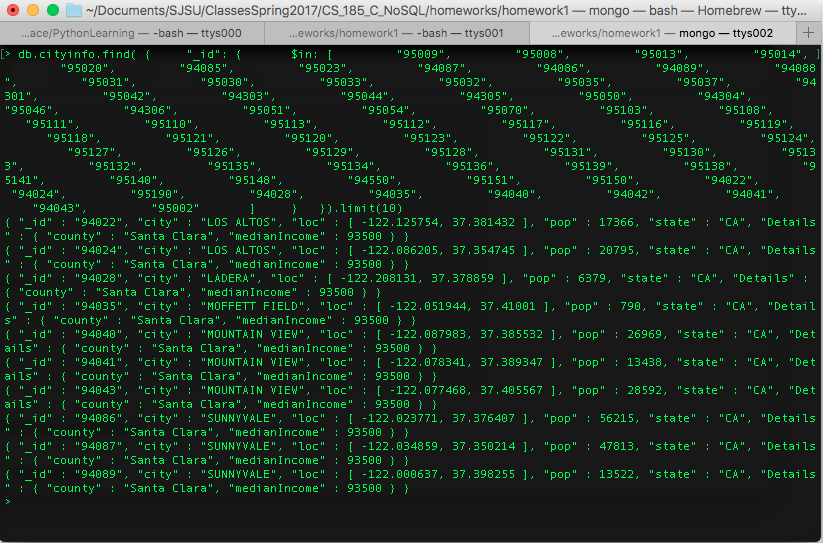 ~/Documents/SJSU/ClassesSpring2017/CS_185_C_NoSQL/homeworks/homework1 — mongo — bash — Homebrew — tty...
...ace/PythonLearning — -bash — ttys000 ...eworks/homework1 — -bash — ttys001 ...eworks/homework1 — mongo — ttys002 +
[> db.cityinfo.find( { "_id": { $in: [ "95009", "95008", "95013", "95014", ]
"95020", "94085", "95023", "94087", "94086", "94089", "94088
", "95031", "95030", "95032", "95035", "95037", "94
301", "95042", "94303", "95044", "94305", "95050", "94304",
"95046", "94306", "95051", "95054", "95070", "95103", "95108",
"95111", "95110", "95113", "95112", "95117", "95116", "95119",
"95118", "95121", "95120", "95123", "95122", "95125", "95124",
"95127", "95126", "95129", "95128", "95131", "95130", "9513
3", "95132", "95135", "95134", "95136", "95139", "95138", "9
5141", "95140", "95148", "94550", "95150", "94022",
"94024", "95190", "94028", "94035", "94040", "94042", "94041",
"94043", "95002" ] } }).limit(10)
{ "_id" : "94022", "city" : "LOS ALTOS", "loc" : [ -122.125754, 37.381432 ], "pop" : 17366, "state" : "CA", "Details
" : { "county" : "Santa Clara", "medianIncome" : 93500 } }
{ "_id" : "94024", "city" : "LOS ALTOS", "loc" : [ -122.086205, 37.354745 ], "pop" : 20795, "state" : "CA", "Details
" : { "county" : "Santa Clara", "medianIncome" : 93500 } }
{ "_id" : "94028", "city" : "LADERA", "loc" : [ -122.208131, 37.378859 ], "pop" : 6379, "state" : "CA", "Details" :
{ "county" : "Santa Clara", "medianIncome" : 93500 } }
{ "_id" : "94035", "city" : "MOFFETT FIELD", "loc" : [ -122.051944, 37.41001 ], "pop" : 790, "state" : "CA", "Detail
s" : { "county" : "Santa Clara", "medianIncome" : 93500 } }
{ "_id" : "94040", "city" : "MOUNTAIN VIEW", "loc" : [ -122.087983, 37.385532 ], "pop" : 26969, "state" : "CA", "Det
ails" : { "county" : "Santa Clara", "medianIncome" : 93500 } }
{ "_id" : "94041", "city" : "MOUNTAIN VIEW", "loc" : [ -122.078341, 37.389347 ], "pop" : 13438, "state" : "CA", "Det
ails" : { "county" : "Santa Clara", "medianIncome" : 93500 } }
{ "_id" : "94043", "city" : "MOUNTAIN VIEW", "loc" : [ -122.077468, 37.405567 ], "pop" : 28592, "state" : "CA", "Det
ails" : { "county" : "Santa Clara", "medianIncome" : 93500 } }
{ "_id" : "94086", "city" : "SUNNYVALE", "loc" : [ -122.023771, 37.376407 ], "pop" : 56215, "state" : "CA", "Details
" : { "county" : "Santa Clara", "medianIncome" : 93500 } }
{ "_id" : "94087", "city" : "SUNNYVALE", "loc" : [ -122.034859, 37.350214 ], "pop" : 47813, "state" : "CA", "Details
" : { "county" : "Santa Clara", "medianIncome" : 93500 } }
{ "_id" : "94089", "city" : "SUNNYVALE", "loc" : [ -122.000637, 37.398255 ], "pop" : 13522, "state" : "CA", "Details
" : { "county" : "Santa Clara", "medianIncome" : 93500 } }
>